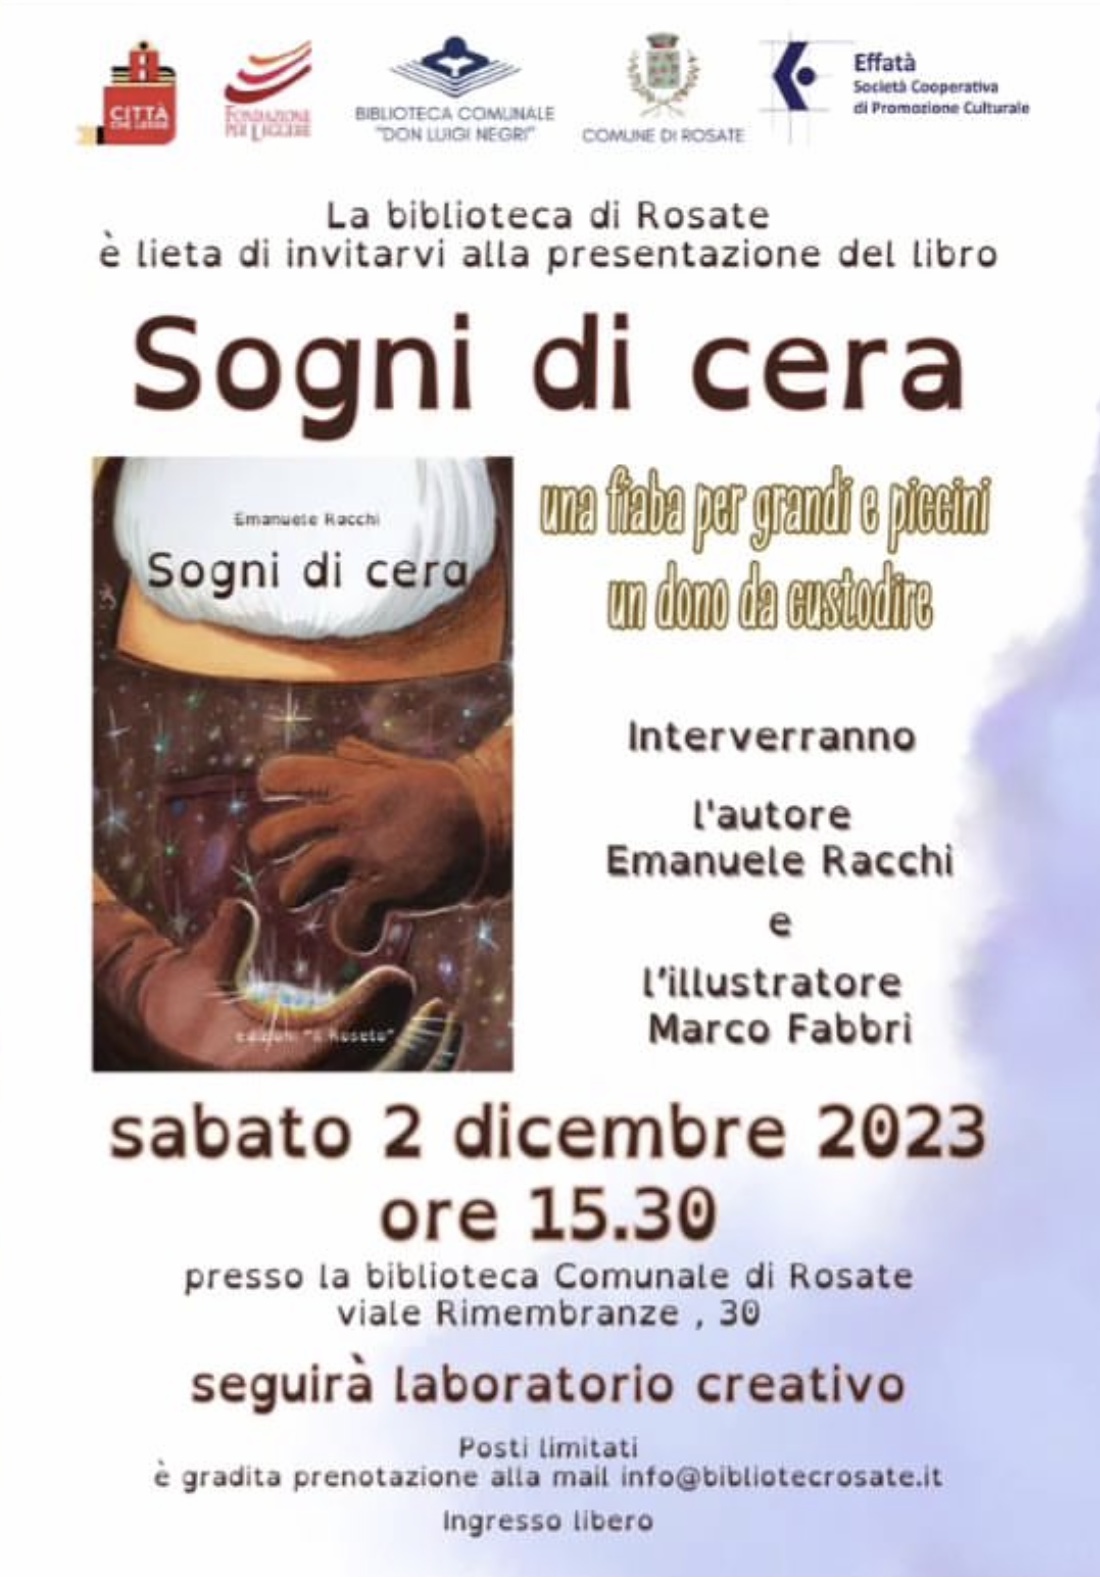 CITTÀ
CHE LEGGE
FONDAZIONE
PER LEGGERE
BIBLIOTECA COMUNALE
"DON LUIGI NEGRI"
COMUNE DI ROSATE
Effatà
Società Cooperativa
di Promozione Culturale
La biblioteca di Rosate
è lieta di invitarvi alla presentazione del libro
Sogni di cera
Emanuele Racchi
Sogni di cera
edizioni "Il Roseto"
una fiaba per grandi e piccini
un dono da custodire
Interverranno
l'autore
Emanuele Racchi
e
l'illustratore
Marco Fabbri
sabato 2 dicembre 2023
ore 15.30
presso la biblioteca Comunale di Rosate
viale Rimembranze , 30
seguirà laboratorio creativo
Posti limitati
è gradita prenotazione alla mail info@bibliotecrosate.it
Ingresso libero